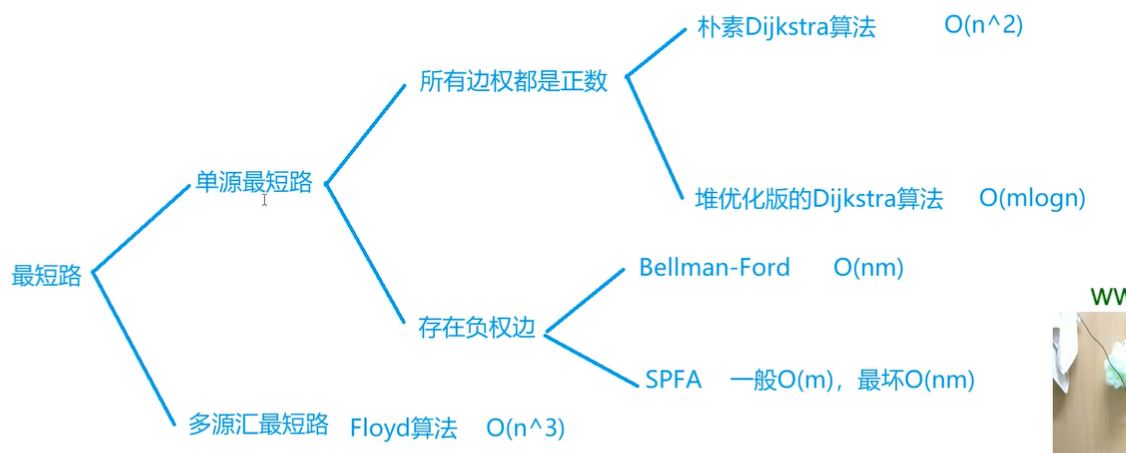 朴素Dijkstra算法 O(n^2)
所有边权都是正数
单源最短路
堆优化版的Dijkstra算法 O(mlogn)
最短路
Bellman-Ford O(nm)
存在负权边
SPFA 一般O(m)，最坏O(nm)
多源汇最短路 Floyd算法 O(n^3)